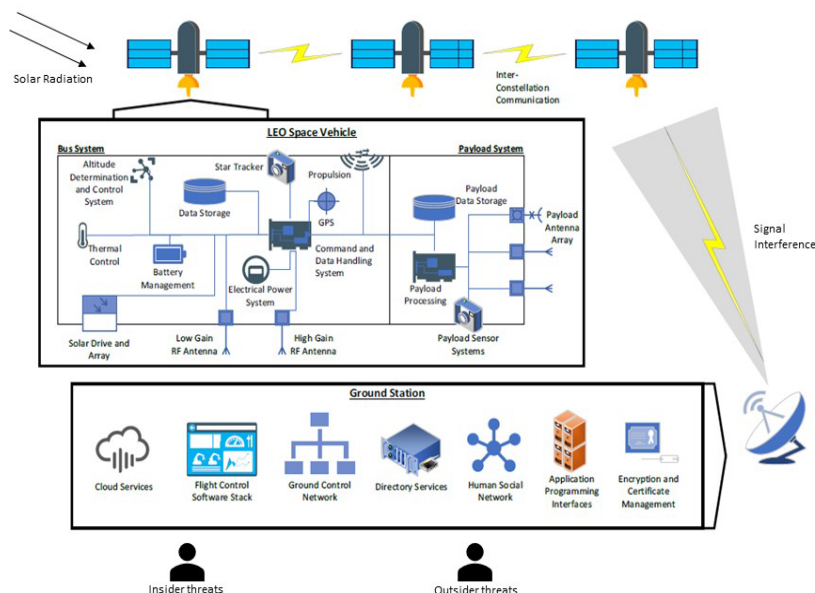 Solar Radiation
Inter-
Constellation
Communication
LEO Space Vehicle
Bus System
Payload System
Altitude
Determination
and Control
System
Star Tracker
Propulsion
Data Storage
GPS
Payload
Data Storage
Payload
Antenna
Array
Signal
Interference
Thermal
Control
Battery
Management
Command and
Data Handling
System
Electrical Power
System
Payload
Processing
Solar Drive and
Array
Low Gain
RF Antenna
High Gain
RF Antenna
Payload Sensor
Systems
Ground Station
Cloud Services
Flight Control
Software Stack
Ground Control
Network
Directory Services
Human Social
Network
Application
Programming
Interfaces
Encryption and
Certificate
Management
Insider threats
Outsider threats